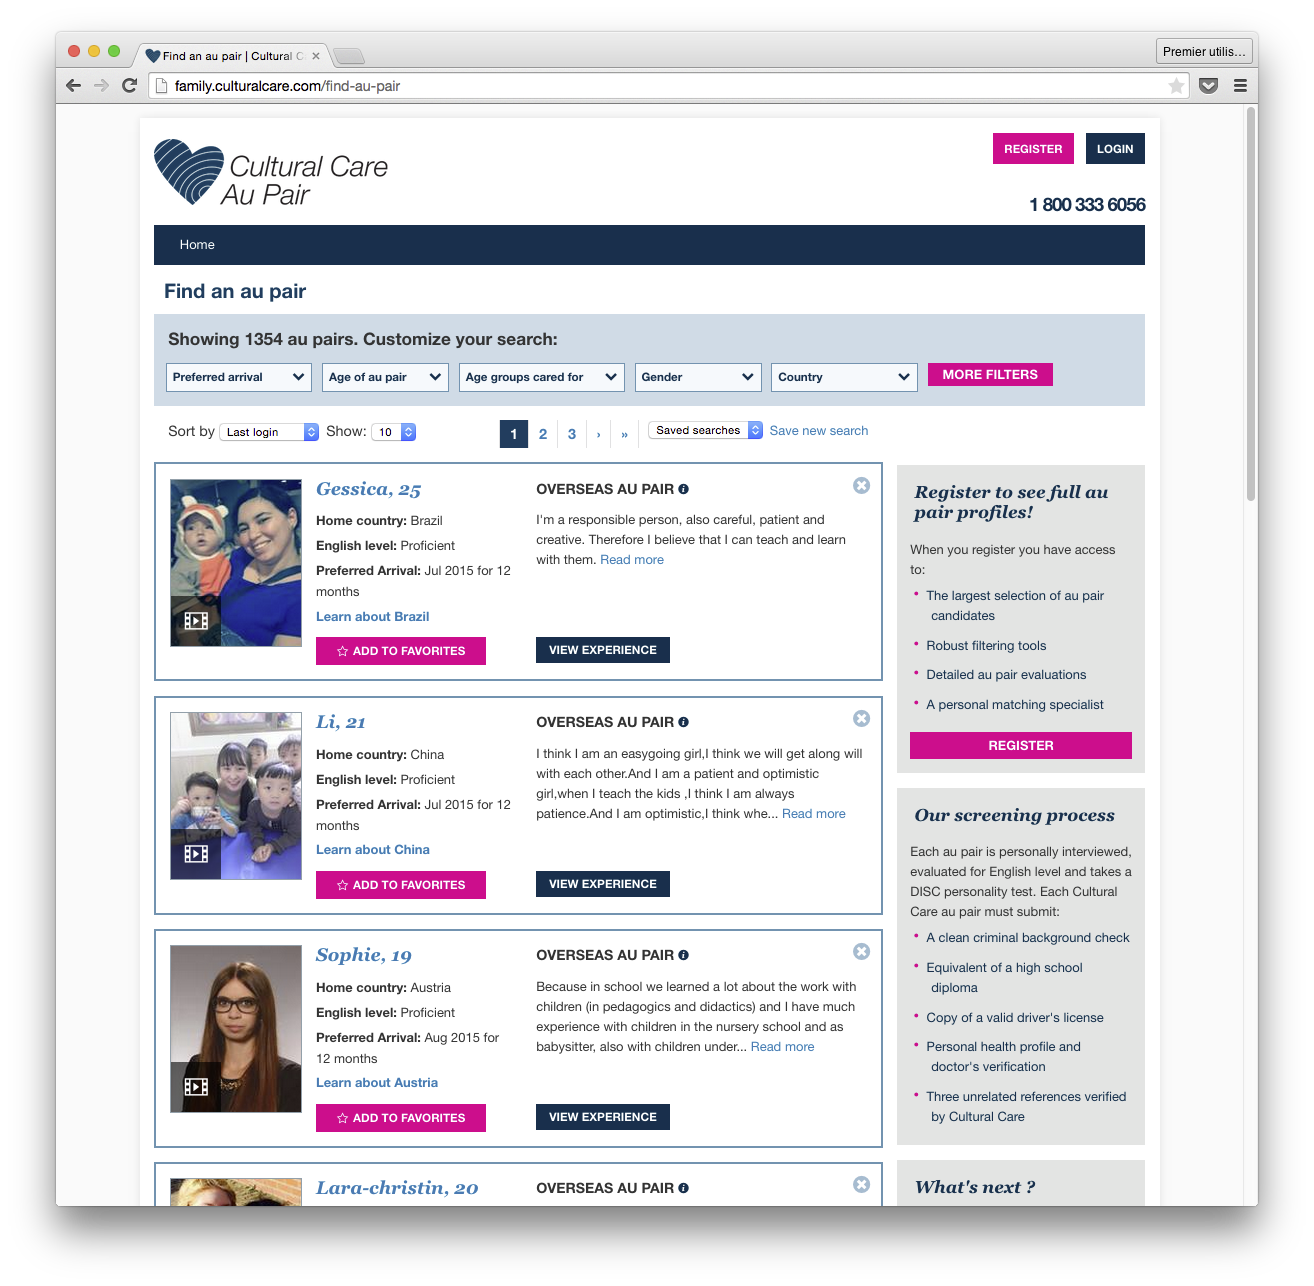 Find an au pair | Cultural C
Premier utilis...
family.culturalcare.com/find-au-pair
Cultural Care
Au Pair
REGISTER
LOGIN
1 800 333 6056
Home
Find an au pair
Showing 1354 au pairs. Customize your search:
Preferred arrival
Age of au pair
Age groups cared for
Gender
Country
MORE FILTERS
Sort by Last login Show: 10
1 2 3 › »
Saved searches Save new search
Gessica, 25
Home country: Brazil
English level: Proficient
Preferred Arrival: Jul 2015 for 12
months
Learn about Brazil
ADD TO FAVORITES
OVERSEAS AU PAIR
I'm a responsible person, also careful, patient and
creative. Therefore I believe that I can teach and learn
with them. Read more
VIEW EXPERIENCE
Li, 21
Home country: China
English level: Proficient
Preferred Arrival: Jul 2015 for 12
months
Learn about China
ADD TO FAVORITES
OVERSEAS AU PAIR
I think I am an easygoing girl,I think we will get along will
with each other.And I am a patient and optimistic
girl,when I teach the kids ,I think I am always
patience.And I am optimistic,I think whe... Read more
VIEW EXPERIENCE
Sophie, 19
Home country: Austria
English level: Proficient
Preferred Arrival: Aug 2015 for
12 months
Learn about Austria
ADD TO FAVORITES
OVERSEAS AU PAIR
Because in school we learned a lot about the work with
children (in pedagogics and didactics) and I have much
experience with children in the nursery school and as
babysitter, also with children under... Read more
VIEW EXPERIENCE
Lara-christin, 20
OVERSEAS AU PAIR
Register to see full au
pair profiles!
When you register you have access
to:
• The largest selection of au pair
candidates
• Robust filtering tools
• Detailed au pair evaluations
• A personal matching specialist
REGISTER
Our screening process
Each au pair is personally interviewed,
evaluated for English level and takes a
DISC personality test. Each Cultural
Care au pair must submit:
• A clean criminal background check
• Equivalent of a high school
diploma
• Copy of a valid driver's license
• Personal health profile and
doctor's verification
• Three unrelated references verified
by Cultural Care
What's next ?